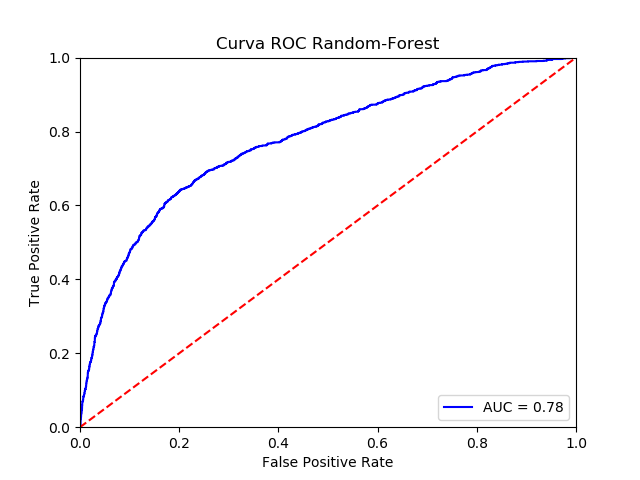 Curva ROC Random-Forest
True Positive Rate
1.0
0.8
0.6
0.4
0.2
0.0
AUC = 0.78
0.0 0.2 0.4 0.6 0.8 1.0
False Positive Rate